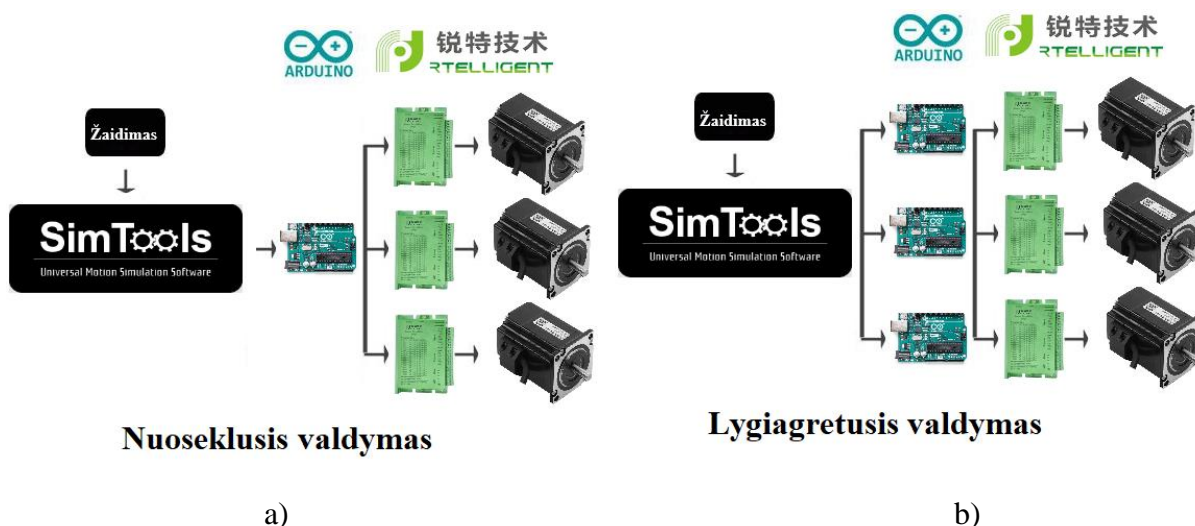 ARDUINO
锐特技术
RTELLIGENT
Žaidimas
SimTools
Universal Motion Simulation Software
Nuoseklusis valdymas
a)
ARDUINO
锐特技术
RTELLIGENT
Žaidimas
SimTools
Universal Motion Simulation Software
Lygiagretusis valdymas
b)